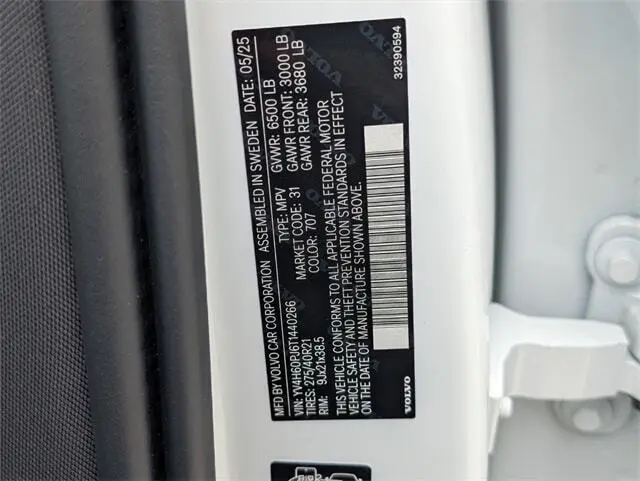 MFD BY VOLVO CAR CORPORATION ASSEMBLED IN SWEDEN DATE: 05/25
VIN: YV4H60PJ6T1440266 TYPE: MPV GVWR: 6500 LB
TIRES: 275/40R21 MARKET CODE: 31 GAWR FRONT: 3000 LB
RIM: 9Jx21x38.5 COLOR: 707 GAWR REAR: 3680 LB
THIS VEHICLE CONFORMS TO ALL APPLICABLE FEDERAL MOTOR
VEHICLE SAFETY AND THEFT PREVENTION STANDARDS IN EFFECT
ON THE DATE OF MANUFACTURE SHOWN ABOVE.
VOLVO 32390594